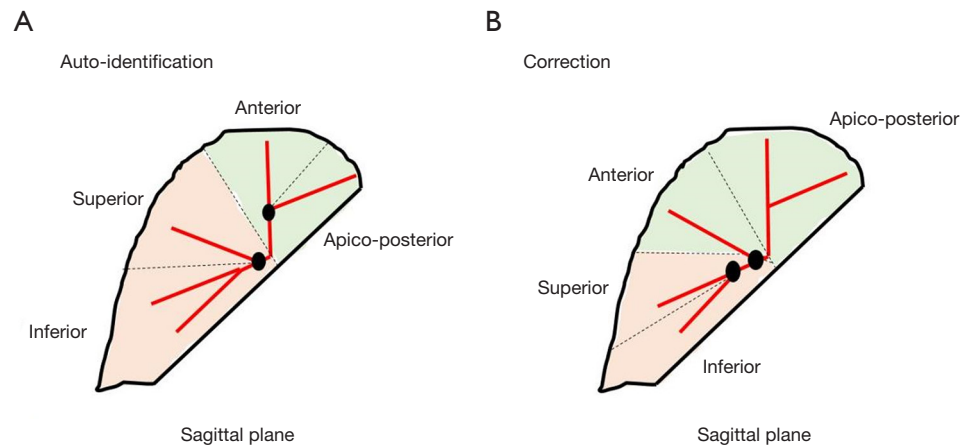 A
Auto-identification
Anterior
Superior
Apico-posterior
Inferior
Sagittal plane
B
Correction
Apico-posterior
Anterior
Superior
Inferior
Sagittal plane